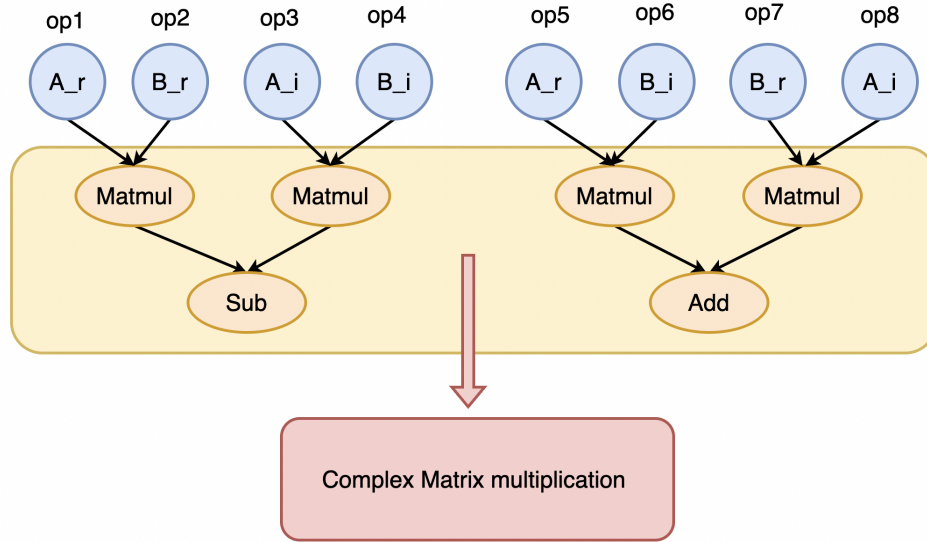 op1 op2 op3 op4 op5 op6 op7 op8
A_r B_r A_i B_i A_r B_i B_r A_i
Matmul Matmul Matmul Matmul
Sub Add
Complex Matrix multiplication